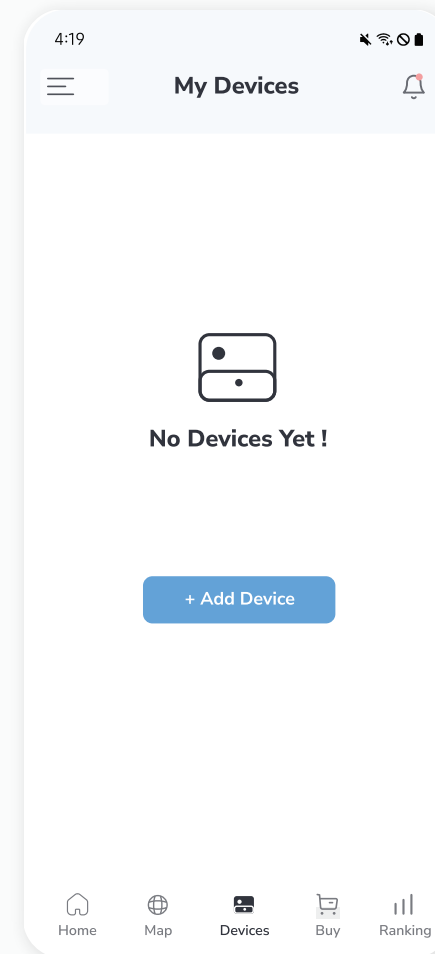 4:19
My Devices
No Devices Yet !
+ Add Device
Home Map Devices Buy Ranking